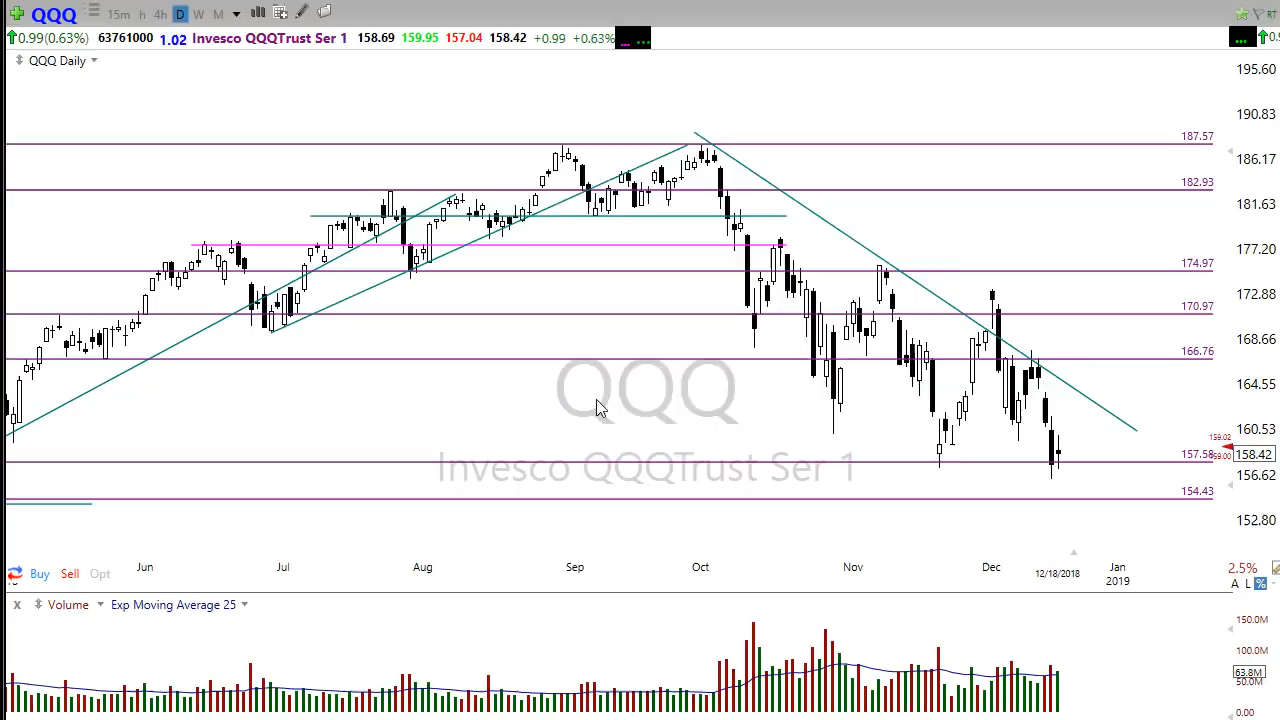 QQQ 15m h 4h D W M RT
0.99(0.63%) 63761000 1.02 Invesco QQQTrust Ser 1 158.69 159.95 157.04 158.42 +0.99 +0.63%
QQQ Daily
195.60
190.83
187.57
186.17
182.93
181.63
177.20
174.97
172.88
170.97
168.66
166.76
164.55
QQQ
160.53
159.02
157.58
159.00
158.42
Invesco QQQTrust Ser 1
156.62
154.43
152.80
Jun Jul Aug Sep Oct Nov Dec 12/18/2018 Jan 2019
Buy Sell Opt
2.5%
A L %
X Volume Exp Moving Average 25
150.0M
100.0M
63.8M
50.0M
0.00